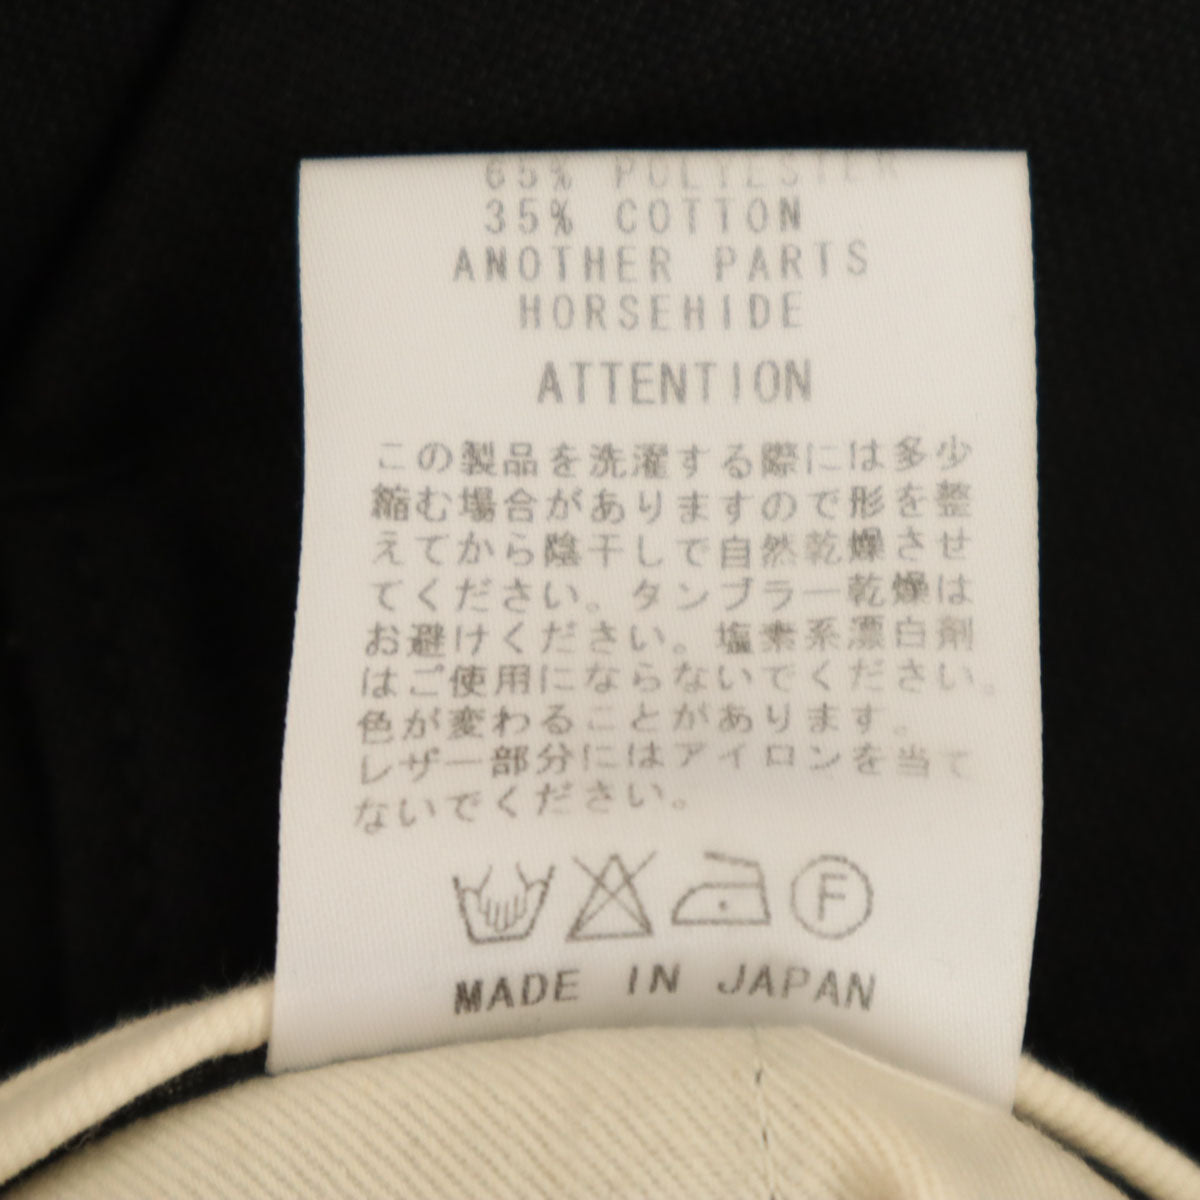 65% POLYESTER
35% COTTON
ANOTHER PARTS
HORSEHIDE
ATTENTION
この製品を洗濯する際には多少
縮む場合がありますので形を整
えてから陰干しで自然乾燥させ
てください。タンブラー乾燥は
お避けください。塩素系漂白剤
はご使用にならないでください。
色が変わることがあります。
レザー部分にはアイロンを当て
ないでください。
F
MADE IN JAPAN